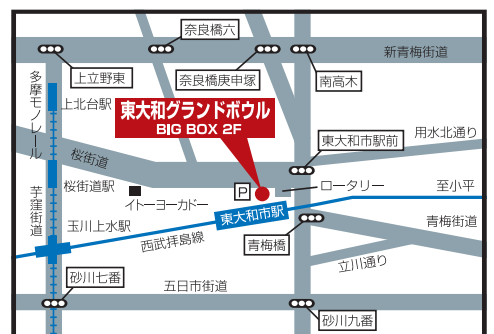 奈良橋六
上立野東
奈良橋庚申塚
新青梅街道
南高木
多摩モノレール
上北台駅
東大和グランドボウル
BIG BOX 2F
東大和市駅前
用水北通り
桜街道
桜街道駅
イトーヨーカドー
P
ロータリー
至小平
芋窪街道
玉川上水駅
東大和市駅
青梅街道
西武拝島線
青梅橋
立川通り
砂川七番
五日市街道
砂川九番